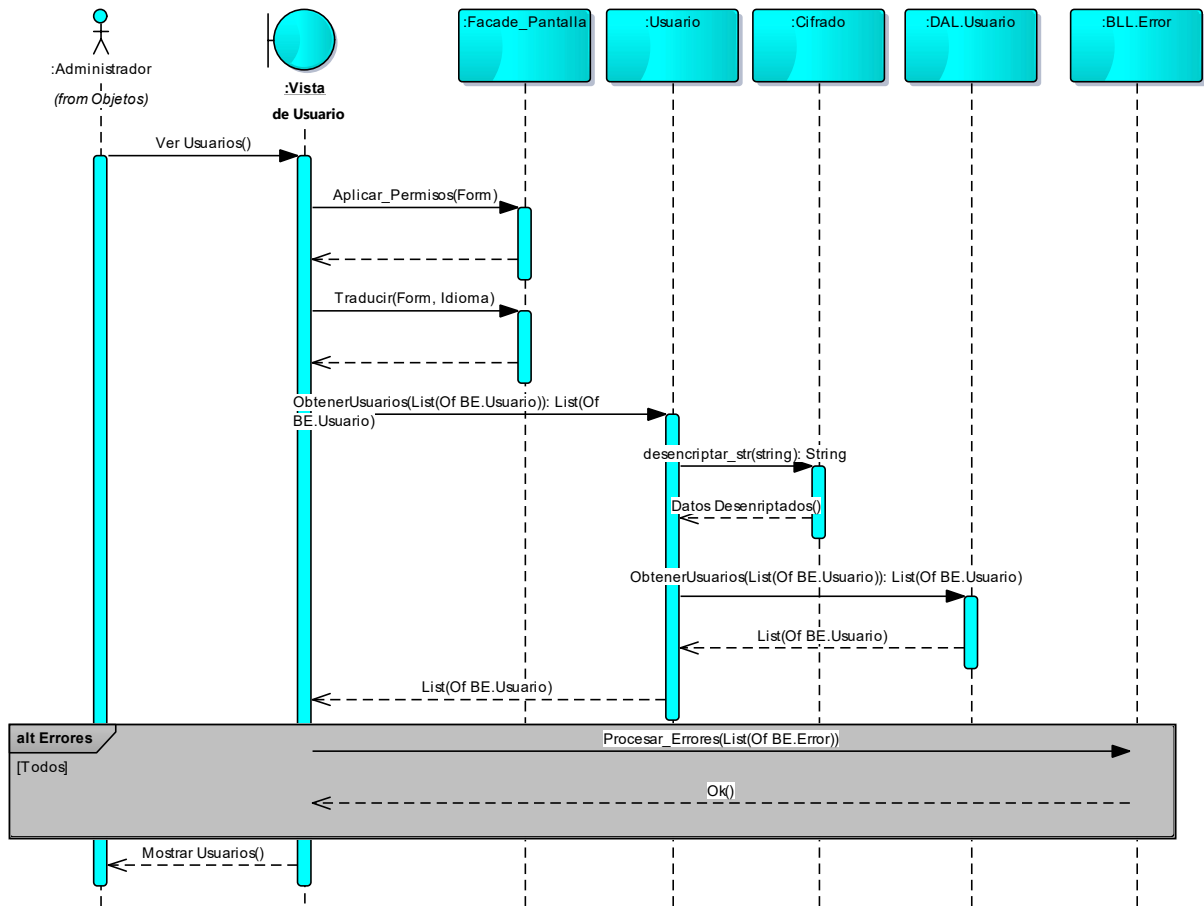 :Facade_Pantalla
:Usuario
:Cifrado
:DAL.Usuario
:BLL.Error
:Administrador
(from Objetos)
:Vista
de Usuario
Ver Usuarios()
Aplicar_Permisos(Form)
Traducir(Form, Idioma)
ObtenerUsuarios(List(Of BE.Usuario)): List(Of
BE.Usuario)
desencriptar_str(string): String
Datos Desenriptados()
ObtenerUsuarios(List(Of BE.Usuario)): List(Of BE.Usuario)
List(Of BE.Usuario)
List(Of BE.Usuario)
alt Errores
Procesar_Errores(List(Of BE.Error))
[Todos]
Ok()
Mostrar Usuarios()